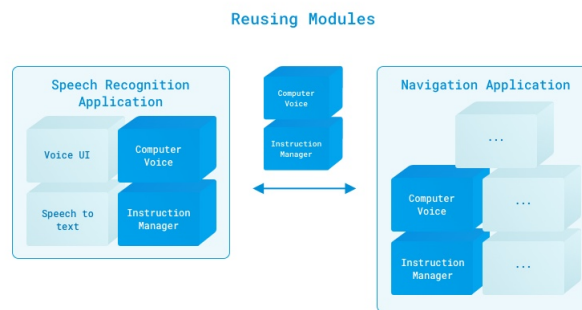 Reusing Modules
Speech Recognition
Application
Voice UI
Computer
Voice
Speech to
text
Instruction
Manager
Computer
Voice
Instruction
Manager
Navigation Application
...
Computer
Voice
...
Instruction
Manager
...